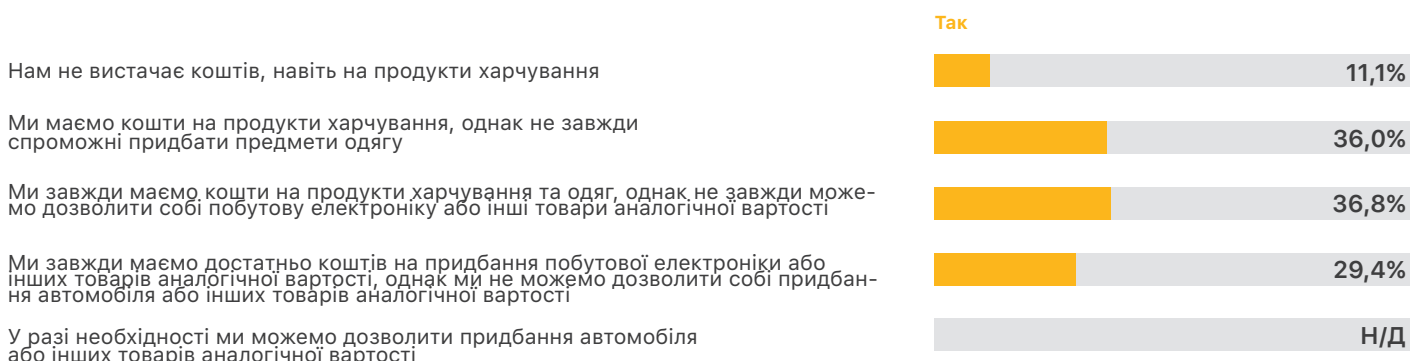 Так
Нам не вистачає коштів, навіть на продукти харчування
11,1%
Ми маємо кошти на продукти харчування, однак не завжди
спроможні придбати предмети одягу
36,0%
Ми завжди маємо кошти на продукти харчування та одяг, однак не завжди може-
мо дозволити собі побутову електроніку або інші товари аналогічної вартості
36,8%
Ми завжди маємо достатньо коштів на придбання побутової електроніки або
інших товарів аналогічної вартості, однак ми не можемо дозволити собі придбан-
ня автомобіля або інших товарів аналогічної вартості
29,4%
У разі необхідності ми можемо дозволити придбання автомобіля
або інших товарів аналогічної вартості
Н/Д